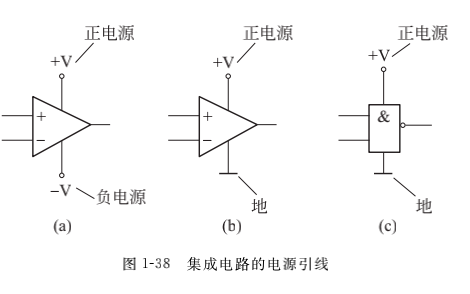 正电源 正电源 正电源
+V +V +V
+ + &
− −
−V 负电源 地 地
(a) (b) (c)
图 1-38 集成电路的电源引线